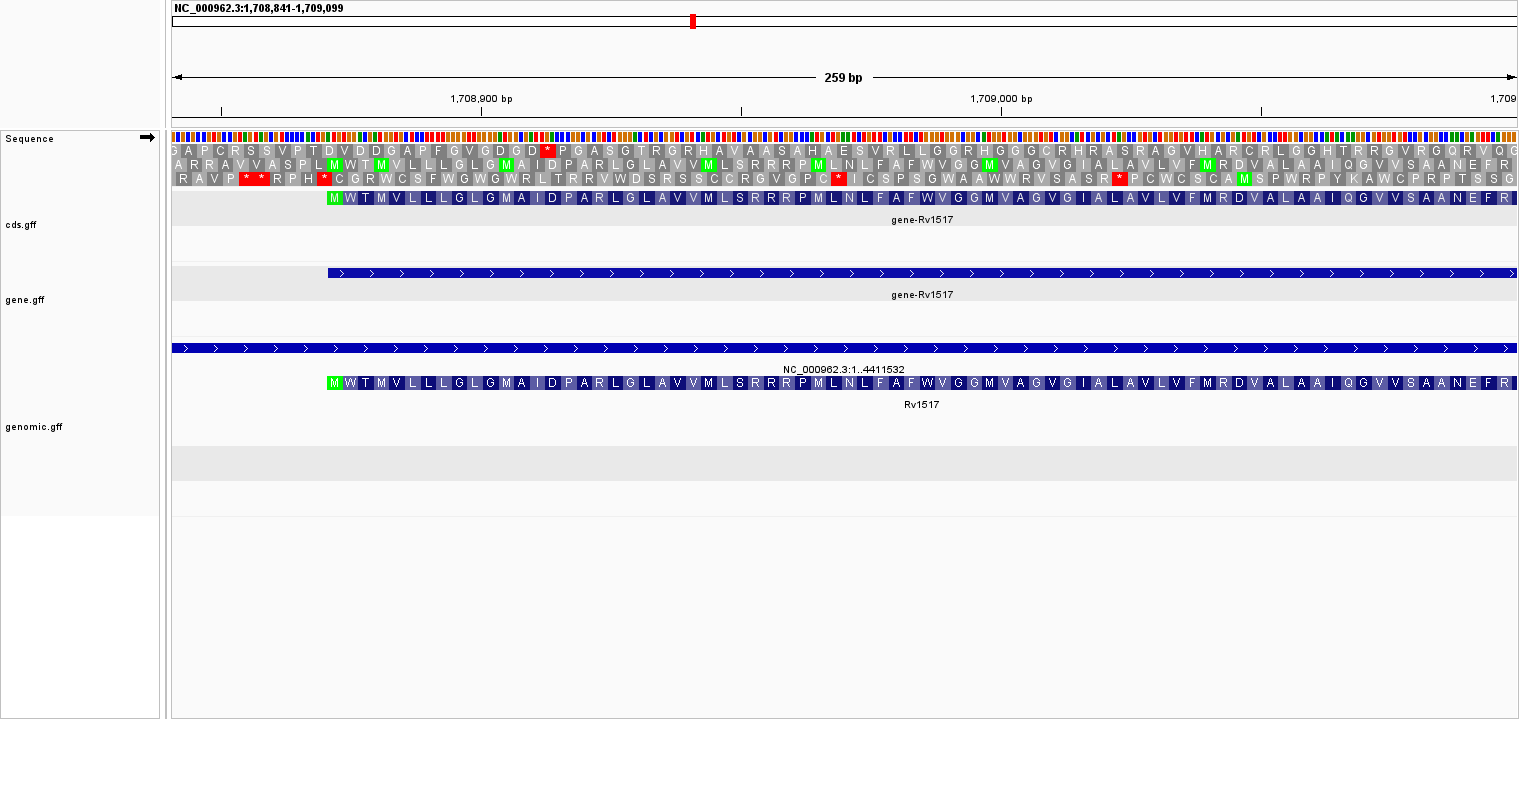 NC_000962.3:1,708,841-1,709,099
259 bp
1,708,900 bp 1,709,000 bp 1,709
Sequence
G A P C R S S V P T D V D D G A P F G V G D G D * P G A S G T R G R H A V A A S A H A E S V R L L G G R H G G G C R H R A S R A G V H A R C R L G G H T R R G V R G Q R V Q G
A R R A V V A S P L M W T M V L L L G L G M A I D P A R L G L A V V M L S R R R P M L N L F A F W V G G M V A G V G I A L A V L V F M R D V A L A A I Q G V V S A A N E F R
R A V P * * R P H * C G R W C S F W G W G W R L T R R V W D S R S S C C R G V G P C * T C S P S G W A A W W R V S A S R * P C W C S C A M S P W R P Y K A W C P R P T S S G
M W T M V L L L G L G M A I D P A R L G L A V V M L S R R R P M L N L F A F W V G G M V A G V G I A L A V L V F M R D V A L A A I Q G V V S A A N E F R
gene-Rv1517
cds.gff
gene-Rv1517
gene.gff
NC_000962.3:1..4411532
M W T M V L L L G L G M A I D P A R L G L A V V M L S R R R P M L N L F A F W V G G M V A G V G I A L A V L V F M R D V A L A A I Q G V V S A A N E F R
Rv1517
genomic.gff